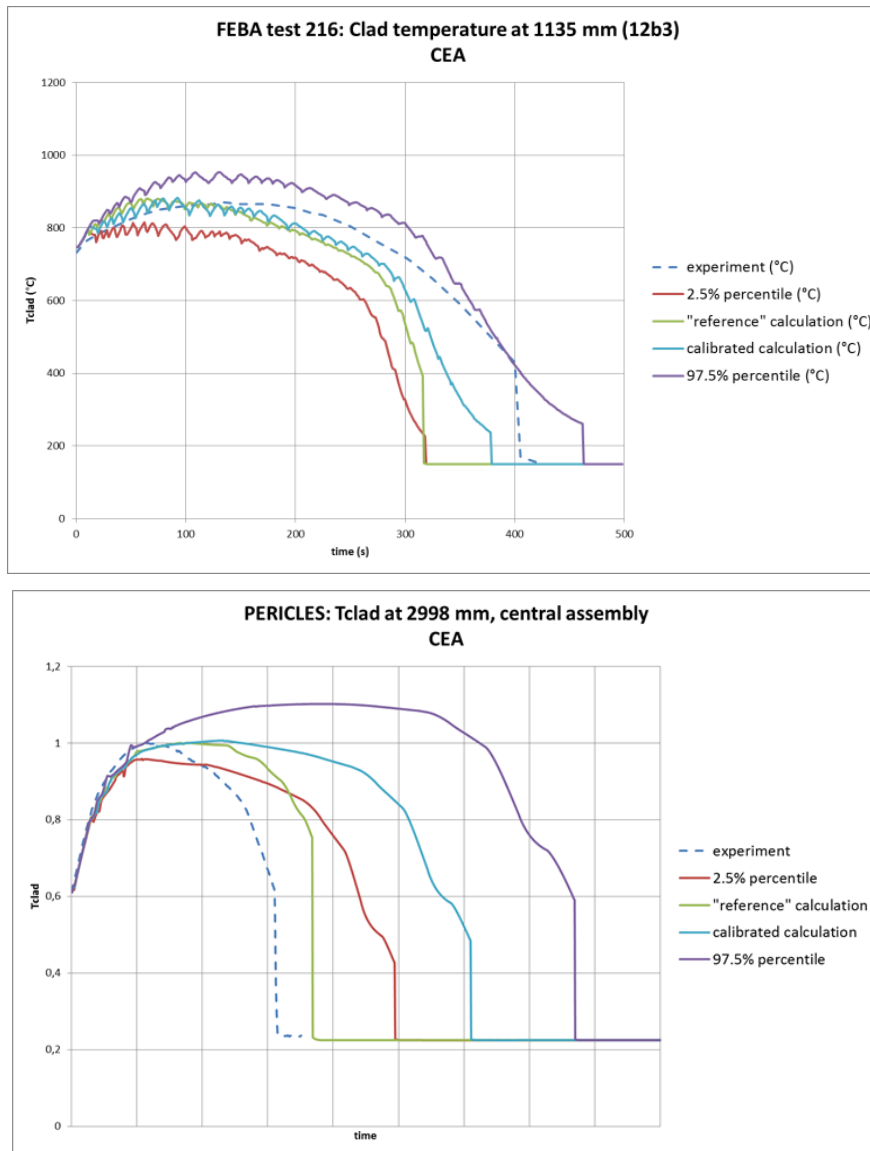 FEBA test 216: Clad temperature at 1135 mm (12b3)
CEA
1200
1000
800
600
400
200
0
Tclad (°C)
0 100 200 300 400 500
time (s)
experiment (°C)
2.5% percentile (°C)
"reference" calculation (°C)
calibrated calculation (°C)
97.5% percentile (°C)
PERICLES: Tclad at 2998 mm, central assembly
CEA
1,2
1
0,8
0,6
0,4
0,2
0
Tclad
time
experiment
2.5% percentile
"reference" calculation
calibrated calculation
97.5% percentile